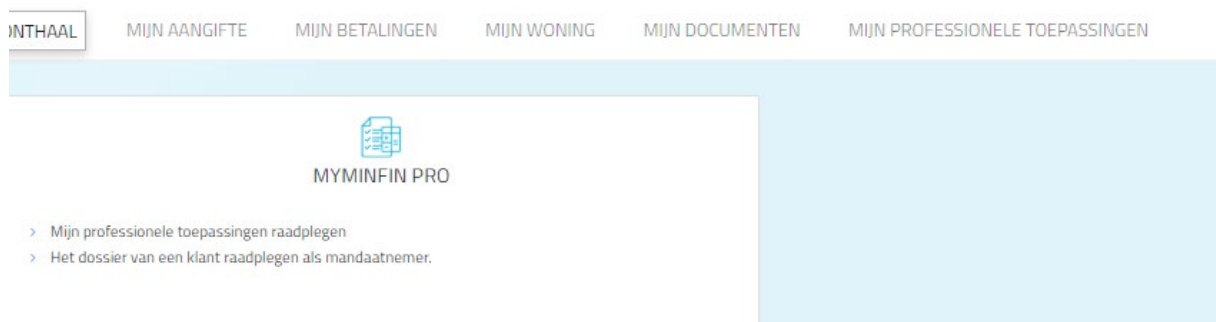 ONTHAAL MIJN AANGIFTE MIJN BETALINGEN MIJN WONING MIJN DOCUMENTEN MIJN PROFESSIONELE TOEPASSINGEN
MYMINFIN PRO
Mijn professionele toepassingen raadplegen
Het dossier van een klant raadplegen als mandaatnemer.